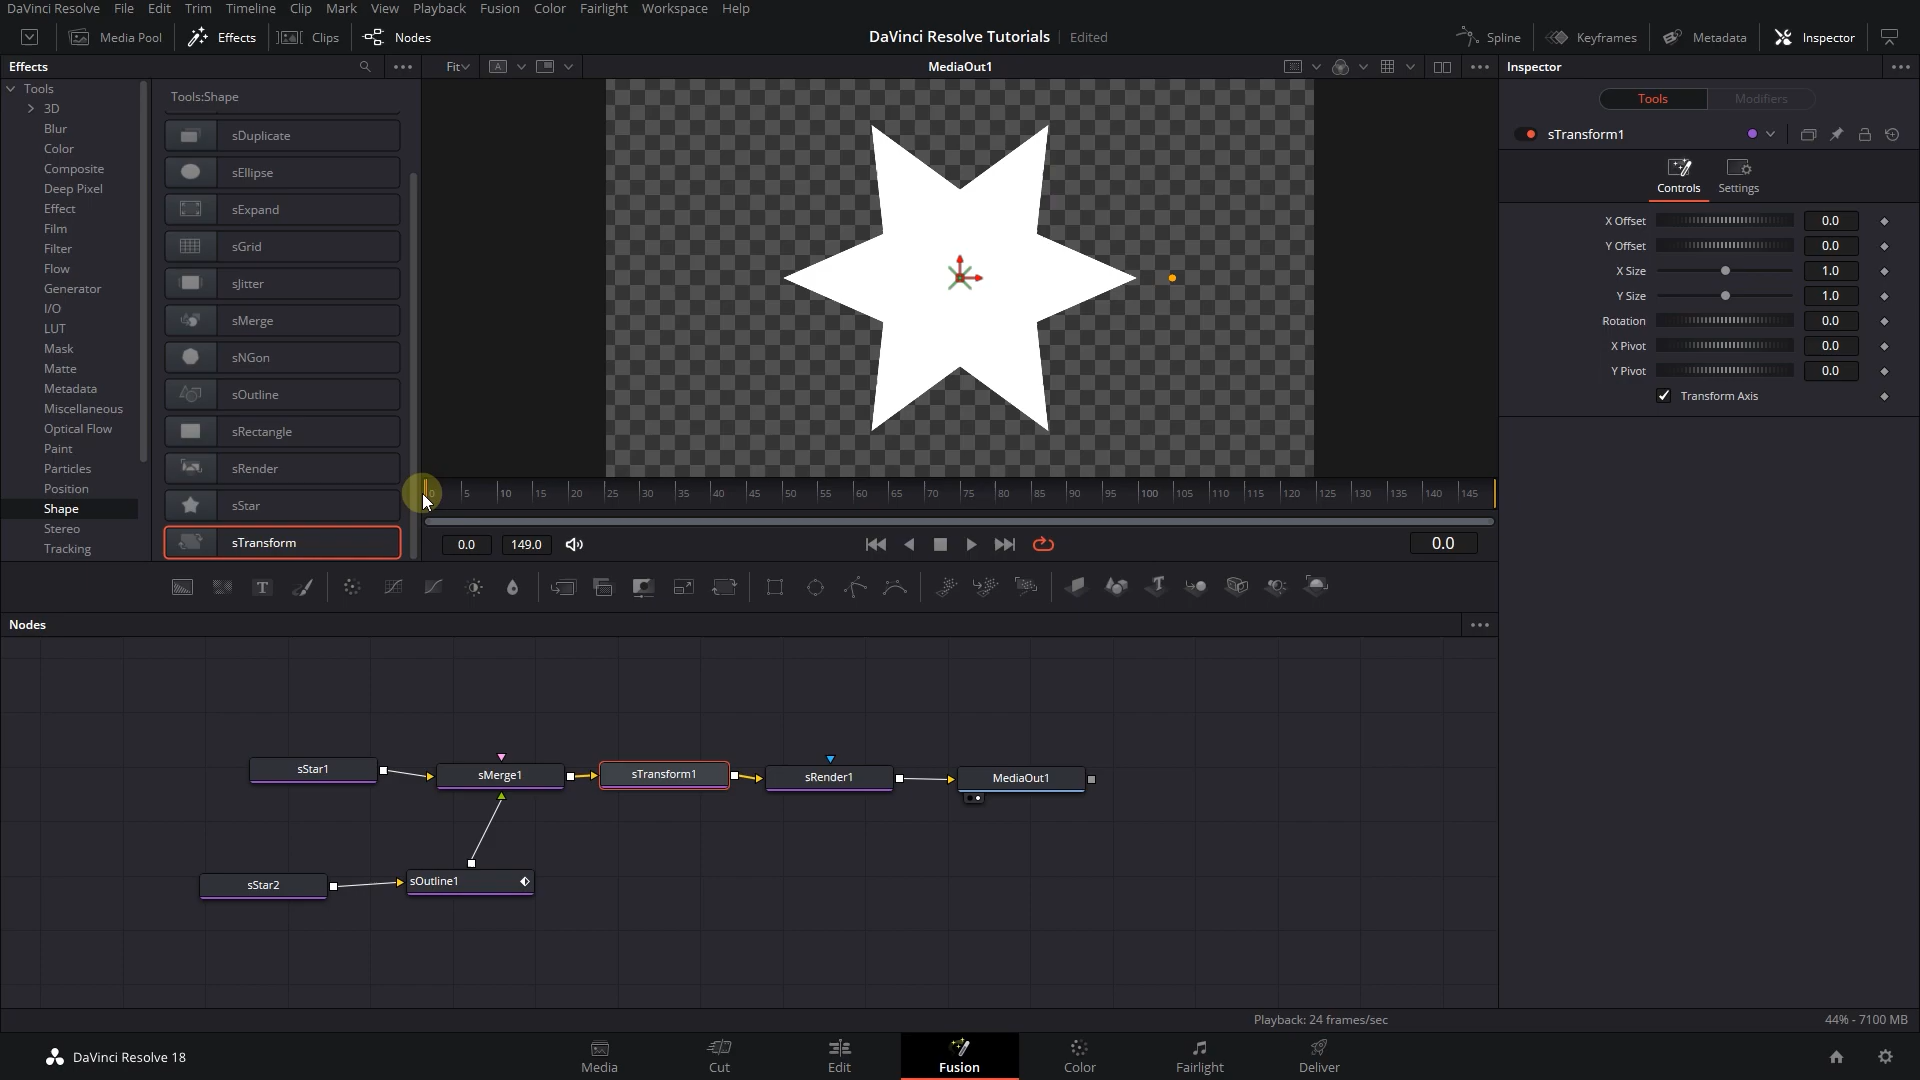 DaVinci Resolve File Edit Trim Timeline Clip Mark View Playback Fusion Color Fairlight Workspace Help
Media Pool Effects Clips Nodes DaVinci Resolve Tutorials Edited Spline Keyframes Metadata Inspector
Effects Fit MediaOut1 Inspector
Tools
3D
Blur
Color
Composite
Deep Pixel
Effect
Film
Filter
Flow
Generator
I/O
LUT
Mask
Matte
Metadata
Miscellaneous
Optical Flow
Paint
Particles
Position
Shape
Stereo
Tracking
Tools:Shape
sDuplicate
sEllipse
sExpand
sGrid
sJitter
sMerge
sNGon
sOutline
sRectangle
sRender
sStar
sTransform
A
0 5 10 15 20 25 30 35 40 45 50 55 60 65 70 75 80 85 90 95 100 105 110 115 120 125 130 135 140 145
0.0 149.0 0.0
Tools Modifiers
sTransform1
Controls Settings
X Offset 0.0
Y Offset 0.0
X Size 1.0
Y Size 1.0
Rotation 0.0
X Pivot 0.0
Y Pivot 0.0
Transform Axis
T T
Nodes
sStar1 sMerge1 sTransform1 sRender1 MediaOut1
sStar2 sOutline1
Playback: 24 frames/sec 44% - 7100 MB
DaVinci Resolve 18
Media Cut Edit Fusion Color Fairlight Deliver